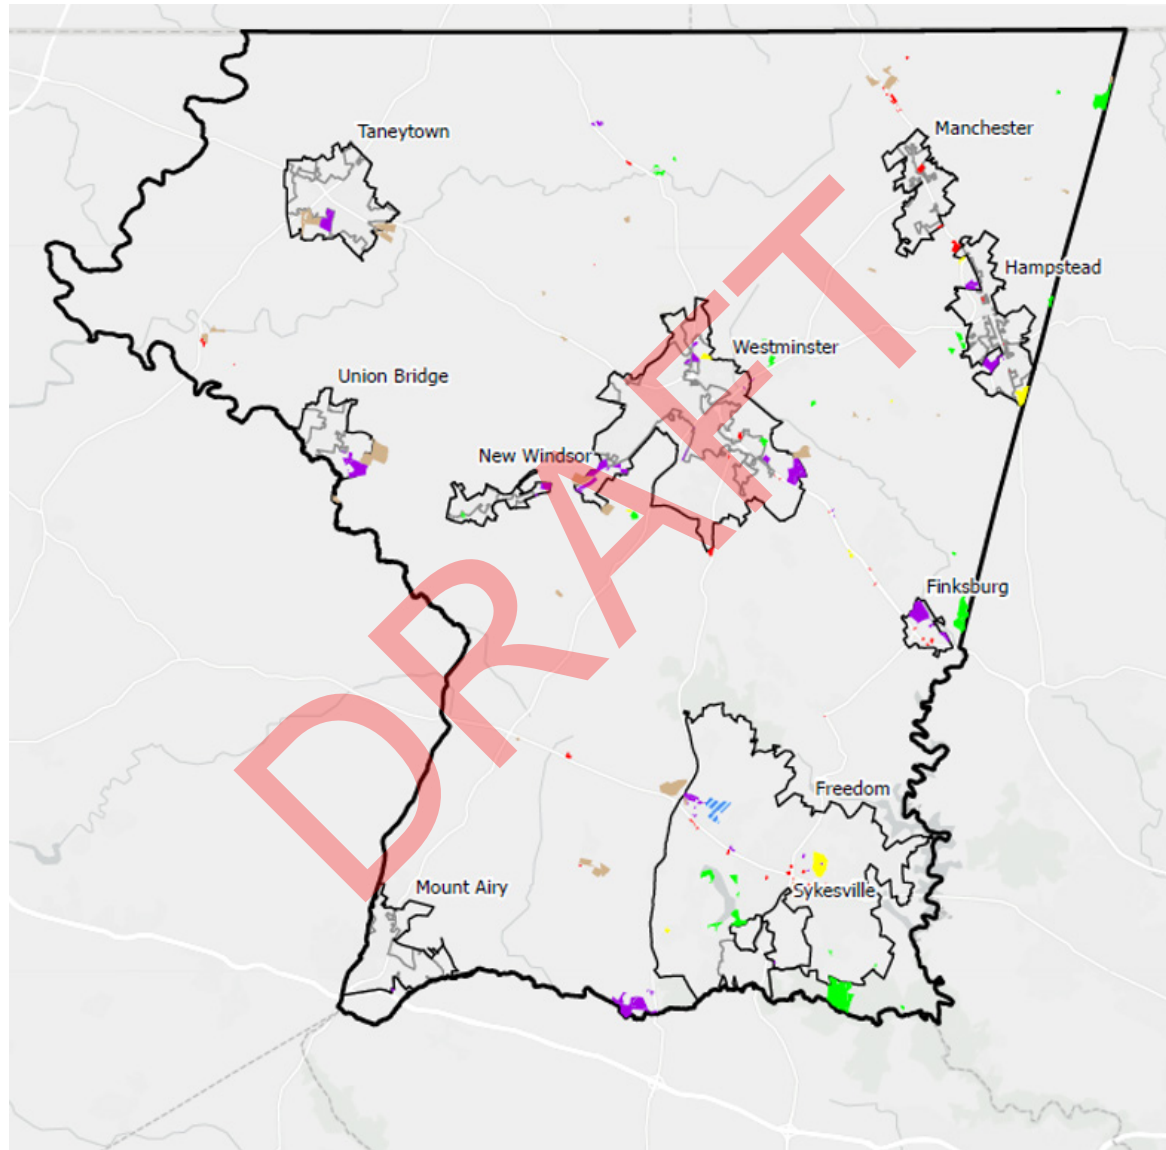 Taneytown
Manchester
Hampstead
Westminster
Union Bridge
New Windsor
Finksburg
Freedom
Sykesville
Mount Airy
DRAFT